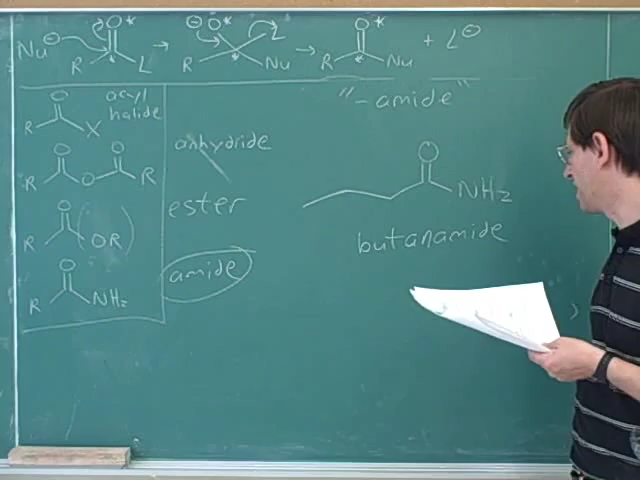 Nu⊖ R O* * L → ⊖O O* R L * Nu → R O* * Nu + L⊖
R O X acyl halide "-amide"
R O O O R anhydride
R O (OR) ester
R O NH₂ amide
O NH₂
butanamide